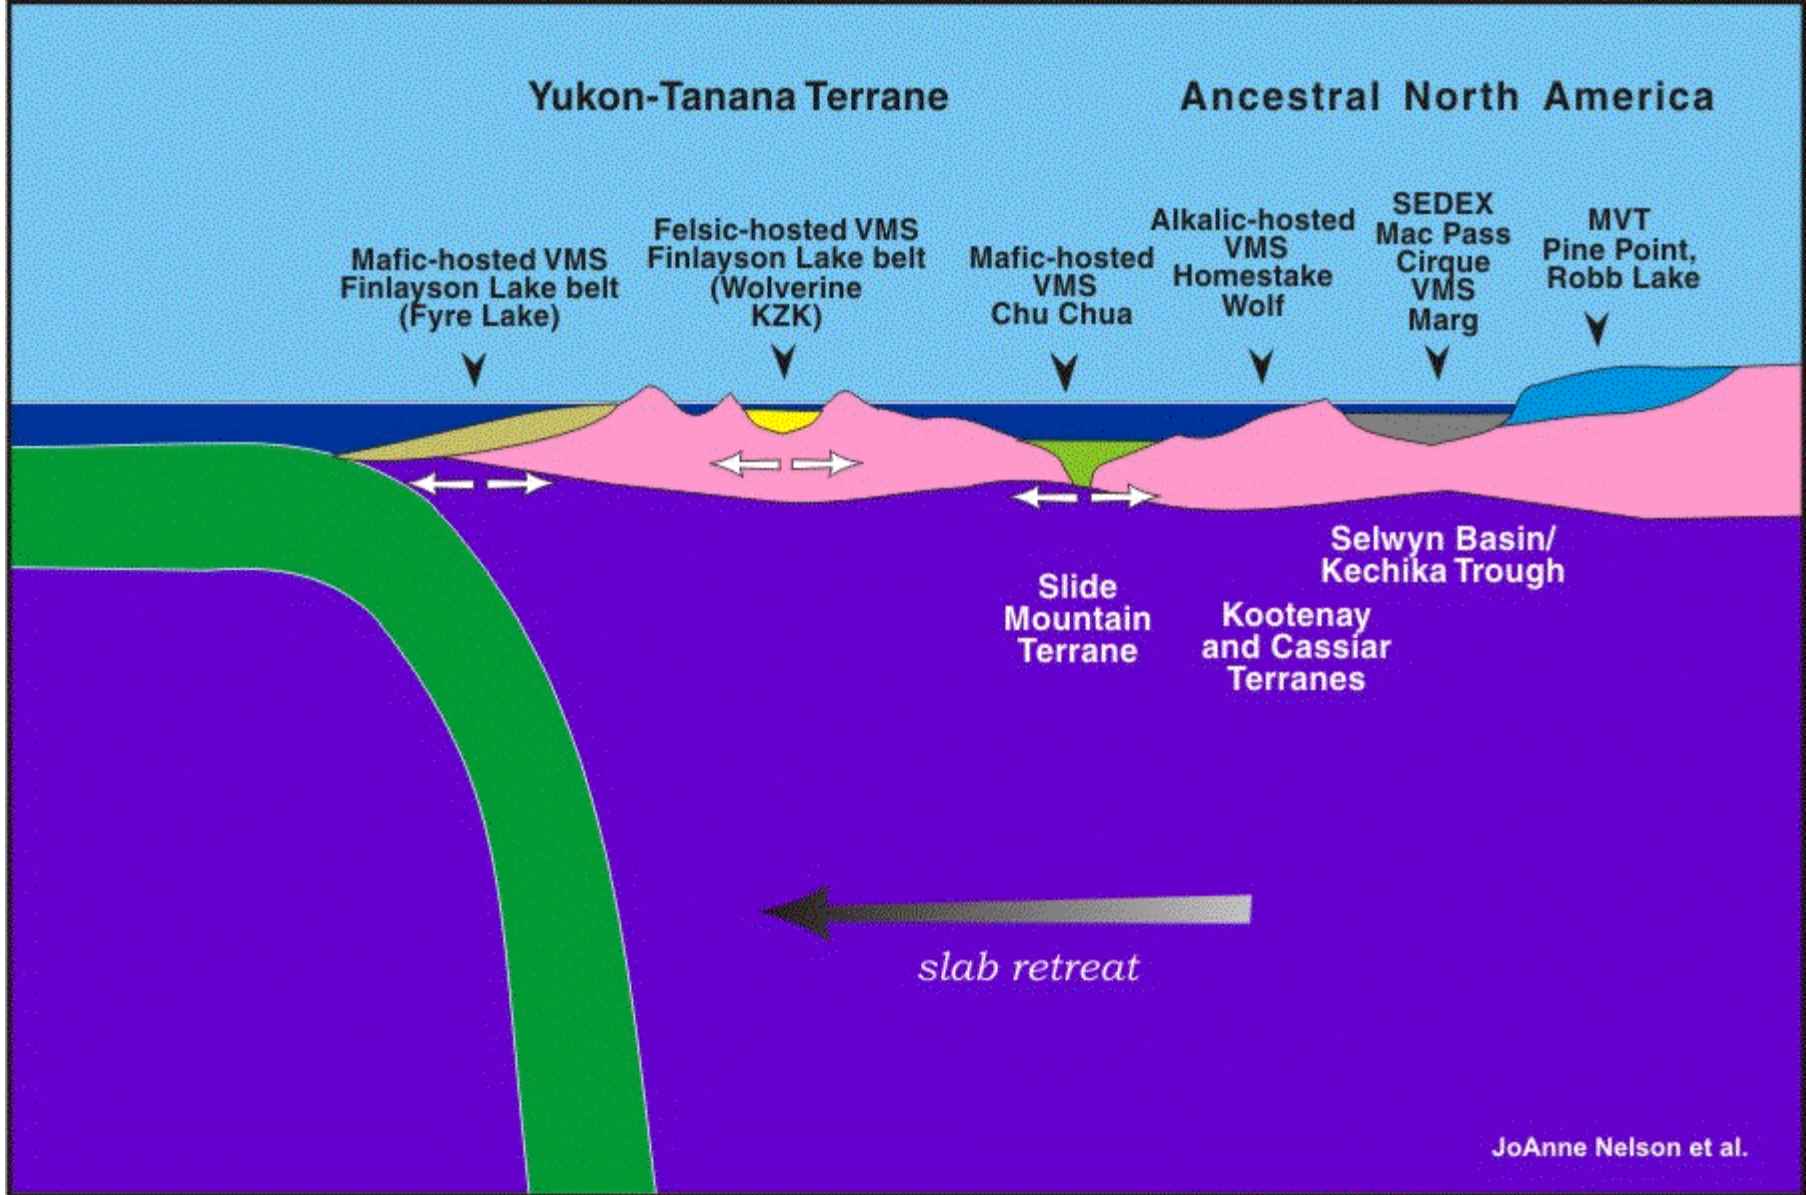 Yukon-Tanana Terrane
Ancestral North America
Mafic-hosted VMS
Finlayson Lake belt
(Fyre Lake)
Felsic-hosted VMS
Finlayson Lake belt
(Wolverine
KZK)
Mafic-hosted
VMS
Chu Chua
Alkalic-hosted
VMS
Homestake
Wolf
SEDEX
Mac Pass
Cirque
VMS
Marg
MVT
Pine Point,
Robb Lake
Slide
Mountain
Terrane
Kootenay
and Cassiar
Terranes
Selwyn Basin/
Kechika Trough
slab retreat
JoAnne Nelson et al.